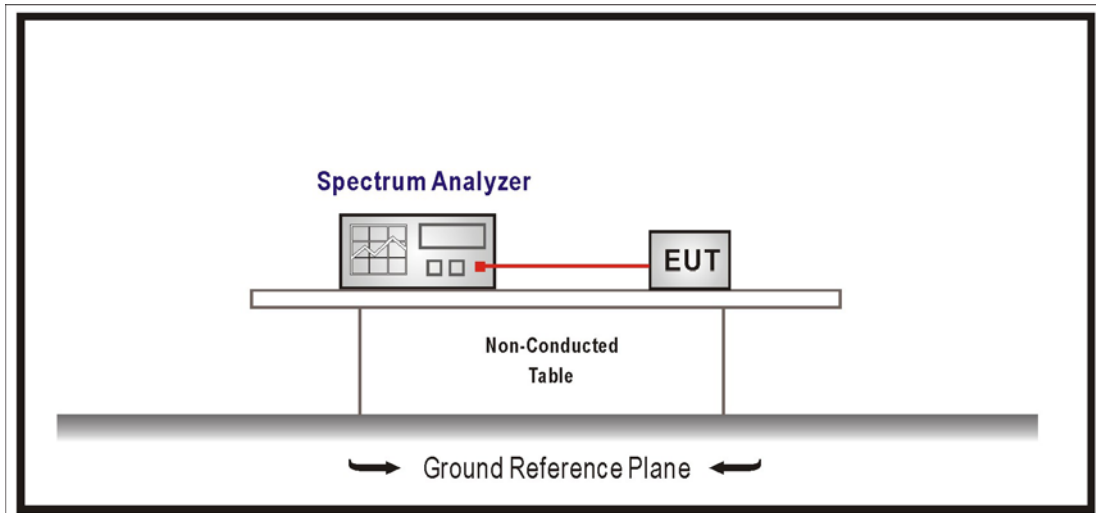 Spectrum Analyzer
EUT
Non-Conducted
Table
Ground Reference Plane